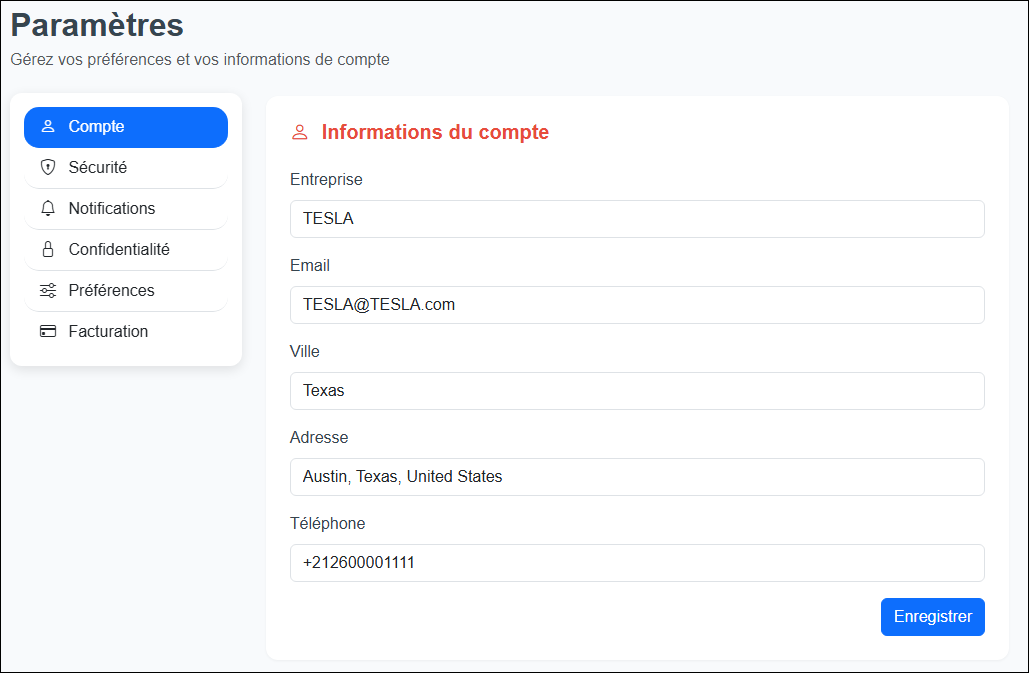 Paramètres
Gérez vos préférences et vos informations de compte
Compte
Sécurité
Notifications
Confidentialité
Préférences
Facturation
Informations du compte
Entreprise
TESLA
Email
TESLA@TESLA.com
Ville
Texas
Adresse
Austin, Texas, United States
Téléphone
+212600001111
Enregistrer